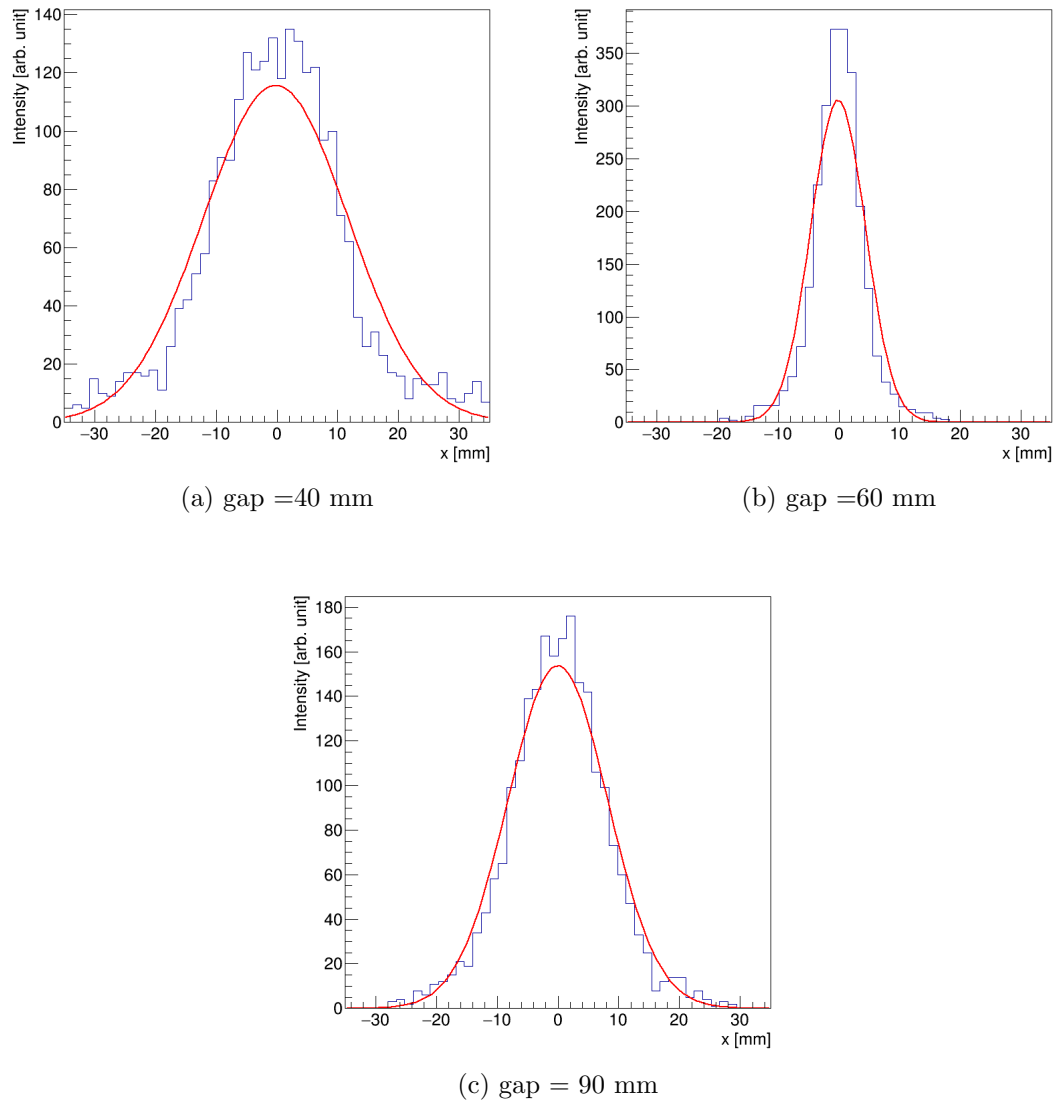 Intensity [arb. unit]
140
120
100
80
60
40
20
0
−30 −20 −10 0 10 20 30
x [mm]
(a) gap =40 mm
Intensity [arb. unit]
350
300
250
200
150
100
50
0
−30 −20 −10 0 10 20 30
x [mm]
(b) gap =60 mm
Intensity [arb. unit]
180
160
140
120
100
80
60
40
20
0
−30 −20 −10 0 10 20 30
x [mm]
(c) gap = 90 mm